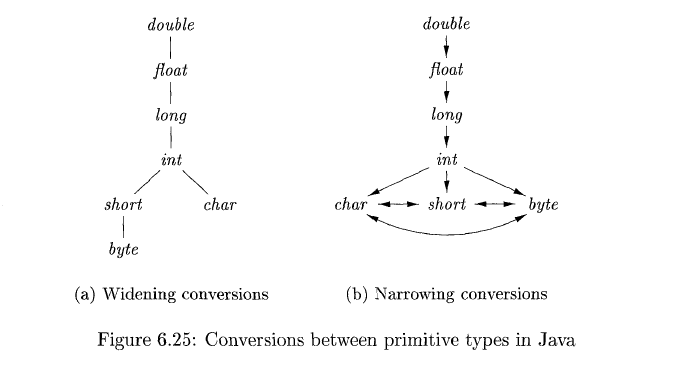 double double
float float
long long
int int
short char char short byte
byte
(a) Widening conversions (b) Narrowing conversions
Figure 6.25: Conversions between primitive types in Java